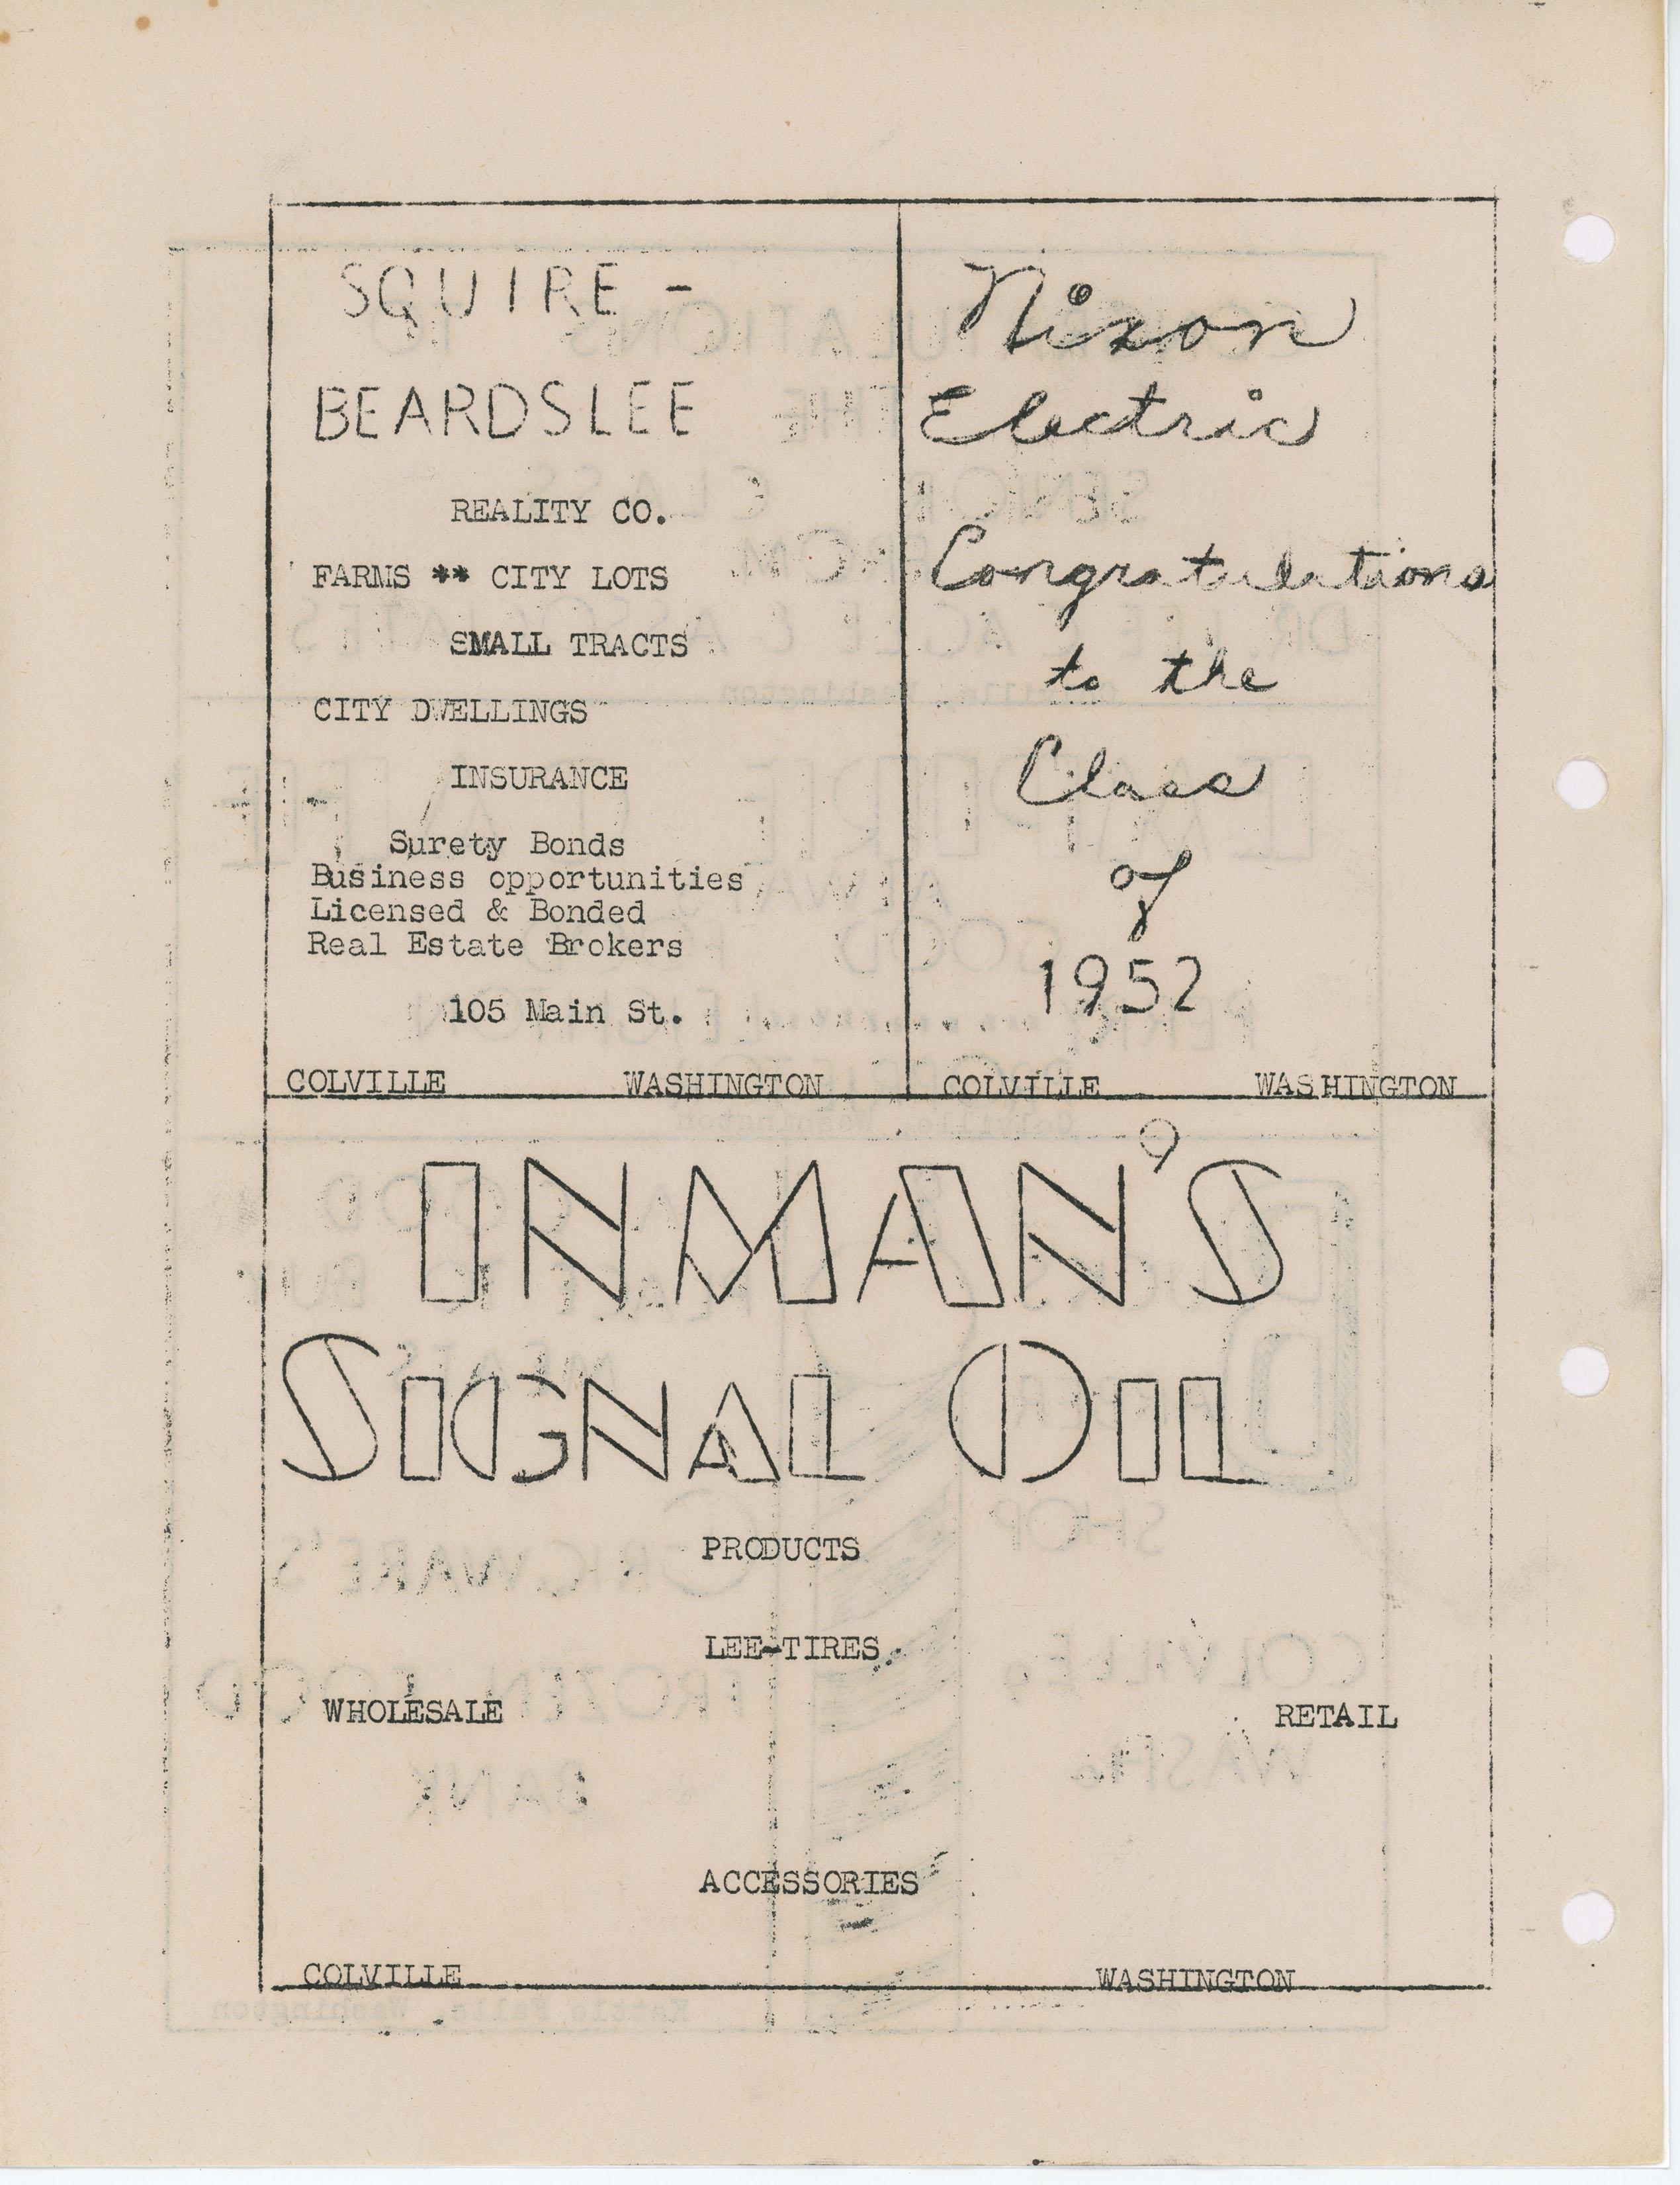 SQUIRE -
BEARDSLEE
REALITY CO.
FARMS ** CITY LOTS
SMALL TRACTS
CITY DWELLINGS
INSURANCE
Surety Bonds
Business opportunities
Licensed & Bonded
Real Estate Brokers
105 Main St.
COLVILLE WASHINGTON
Nixon
Electric
Congratulations
to the
Class
of
1952
COLVILLE WASHINGTON
INMAN'S
SIGNAL OIL
PRODUCTS
LEE-TIRES
WHOLESALE RETAIL
ACCESSORIES
COLVILLE WASHINGTON